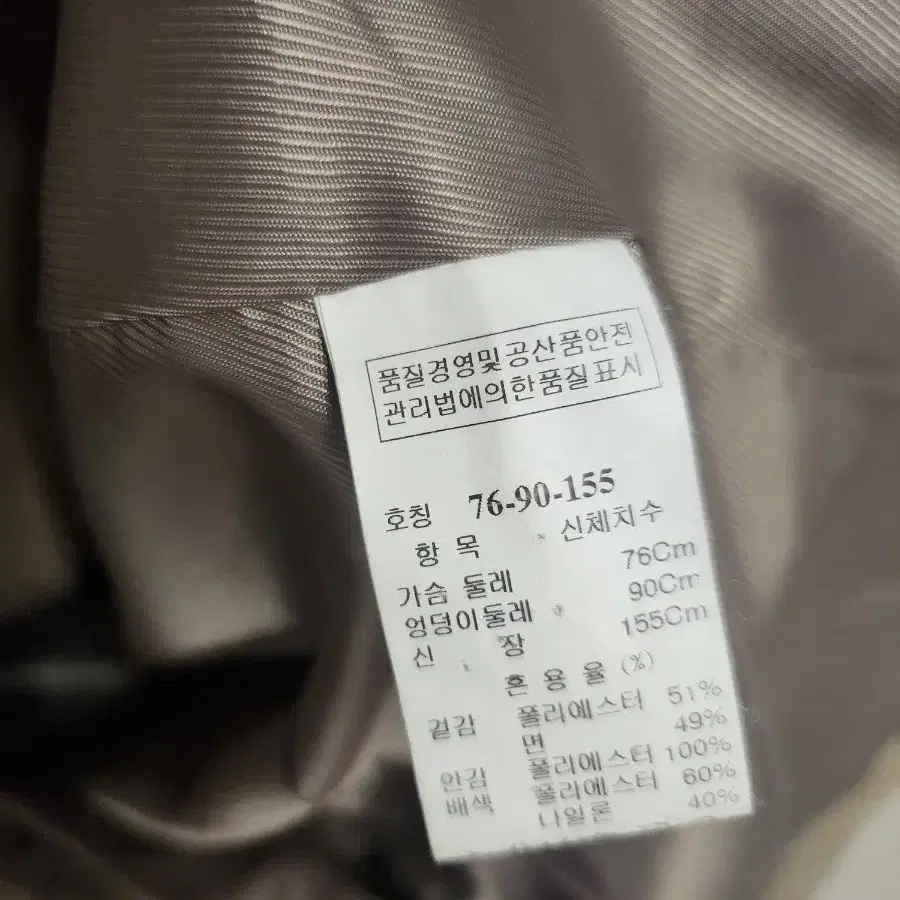 품질경영및공산품안전
관리법에의한품질표시
호칭 76-90-155
항목 신체치수
가슴둘레 76Cm
엉덩이둘레 90Cm
신장 155Cm
혼용율(%)
겉감 폴리에스터 51%
면 49%
안감 폴리에스터 100%
배색 폴리에스터 60%
나일론 40%